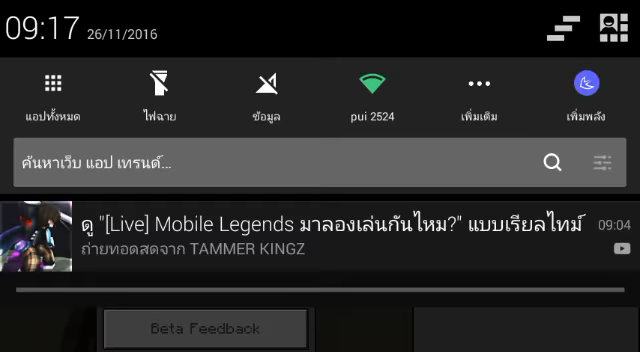 09:17 26/11/2016
แอปทั้งหมด ไฟฉาย ข้อมูล pui 2524 เพิ่มเติม เพิ่มพลัง
ค้นหาเว็บ แอป เทรนด์...
ดู "[Live] Mobile Legends มาลองเล่นกันไหม?" แบบเรียลไทม์ 09:04
ถ่ายทอดสดจาก TAMMER KINGZ
Beta Feedback